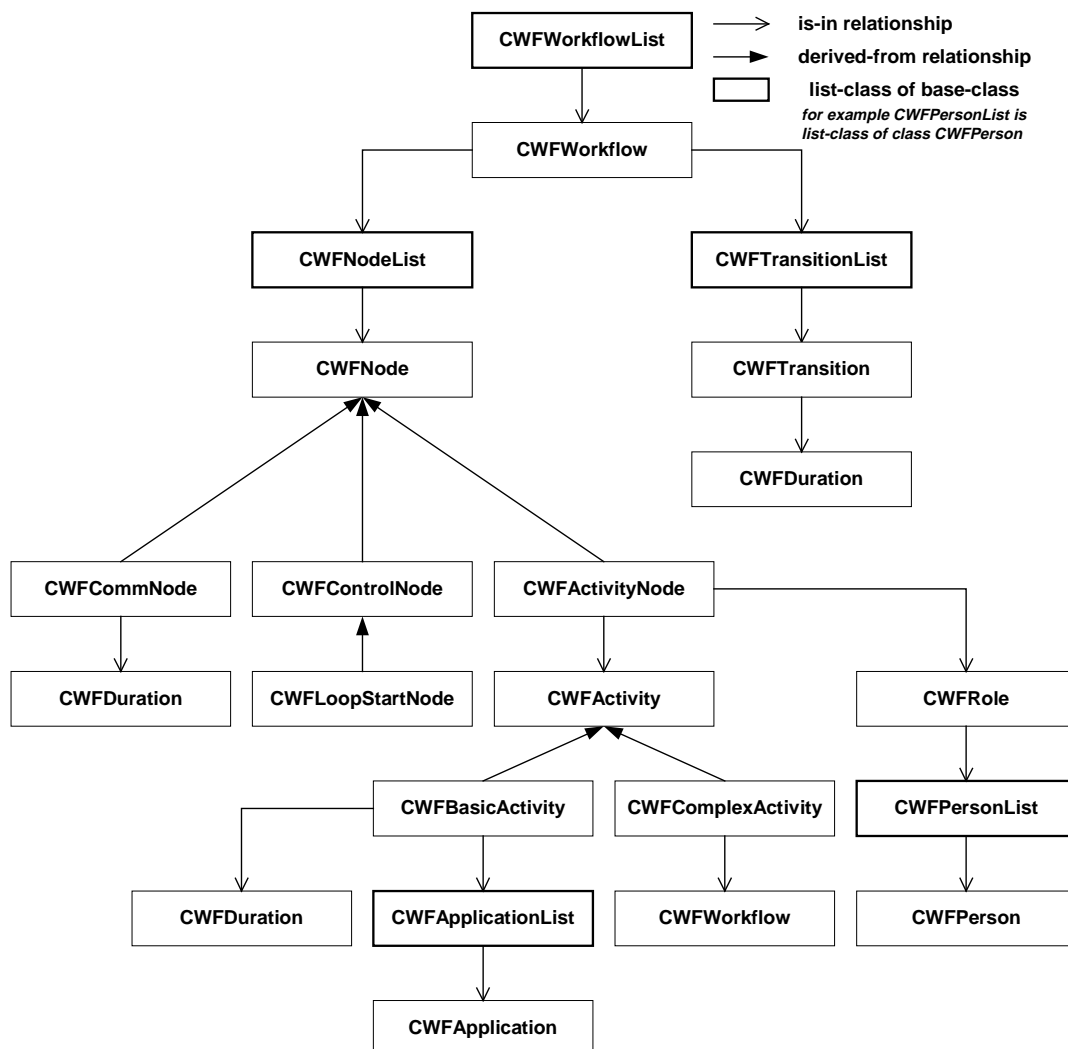 CWFWorkflowList
is-in relationship
derived-from relationship
list-class of base-class
for example CWFPersonList is
list-class of class CWFPerson
CWFWorkflow
CWFNodeList
CWFTransitionList
CWFNode
CWFTransition
CWFDuration
CWFCommNode
CWFControlNode
CWFActivityNode
CWFDuration
CWFLoopStartNode
CWFActivity
CWFRole
CWFBasicActivity
CWFComplexActivity
CWFPersonList
CWFDuration
CWFApplicationList
CWFWorkflow
CWFPerson
CWFApplication